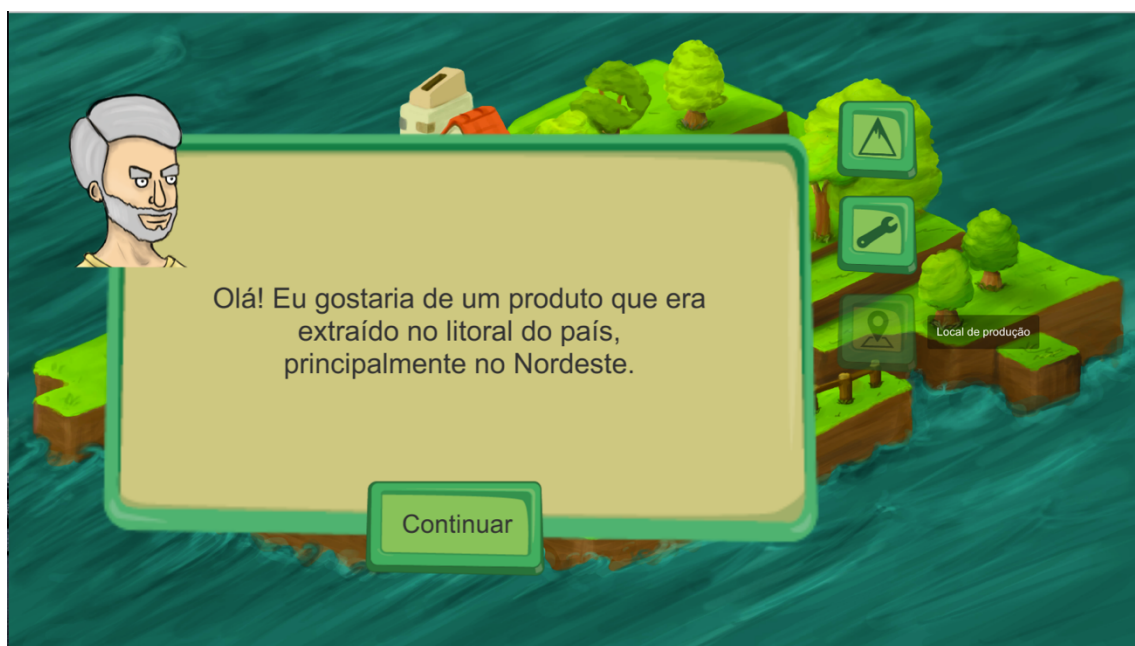 Olá! Eu gostaria de um produto que era
extraído no litoral do país,
principalmente no Nordeste.
Local de produção
Continuar